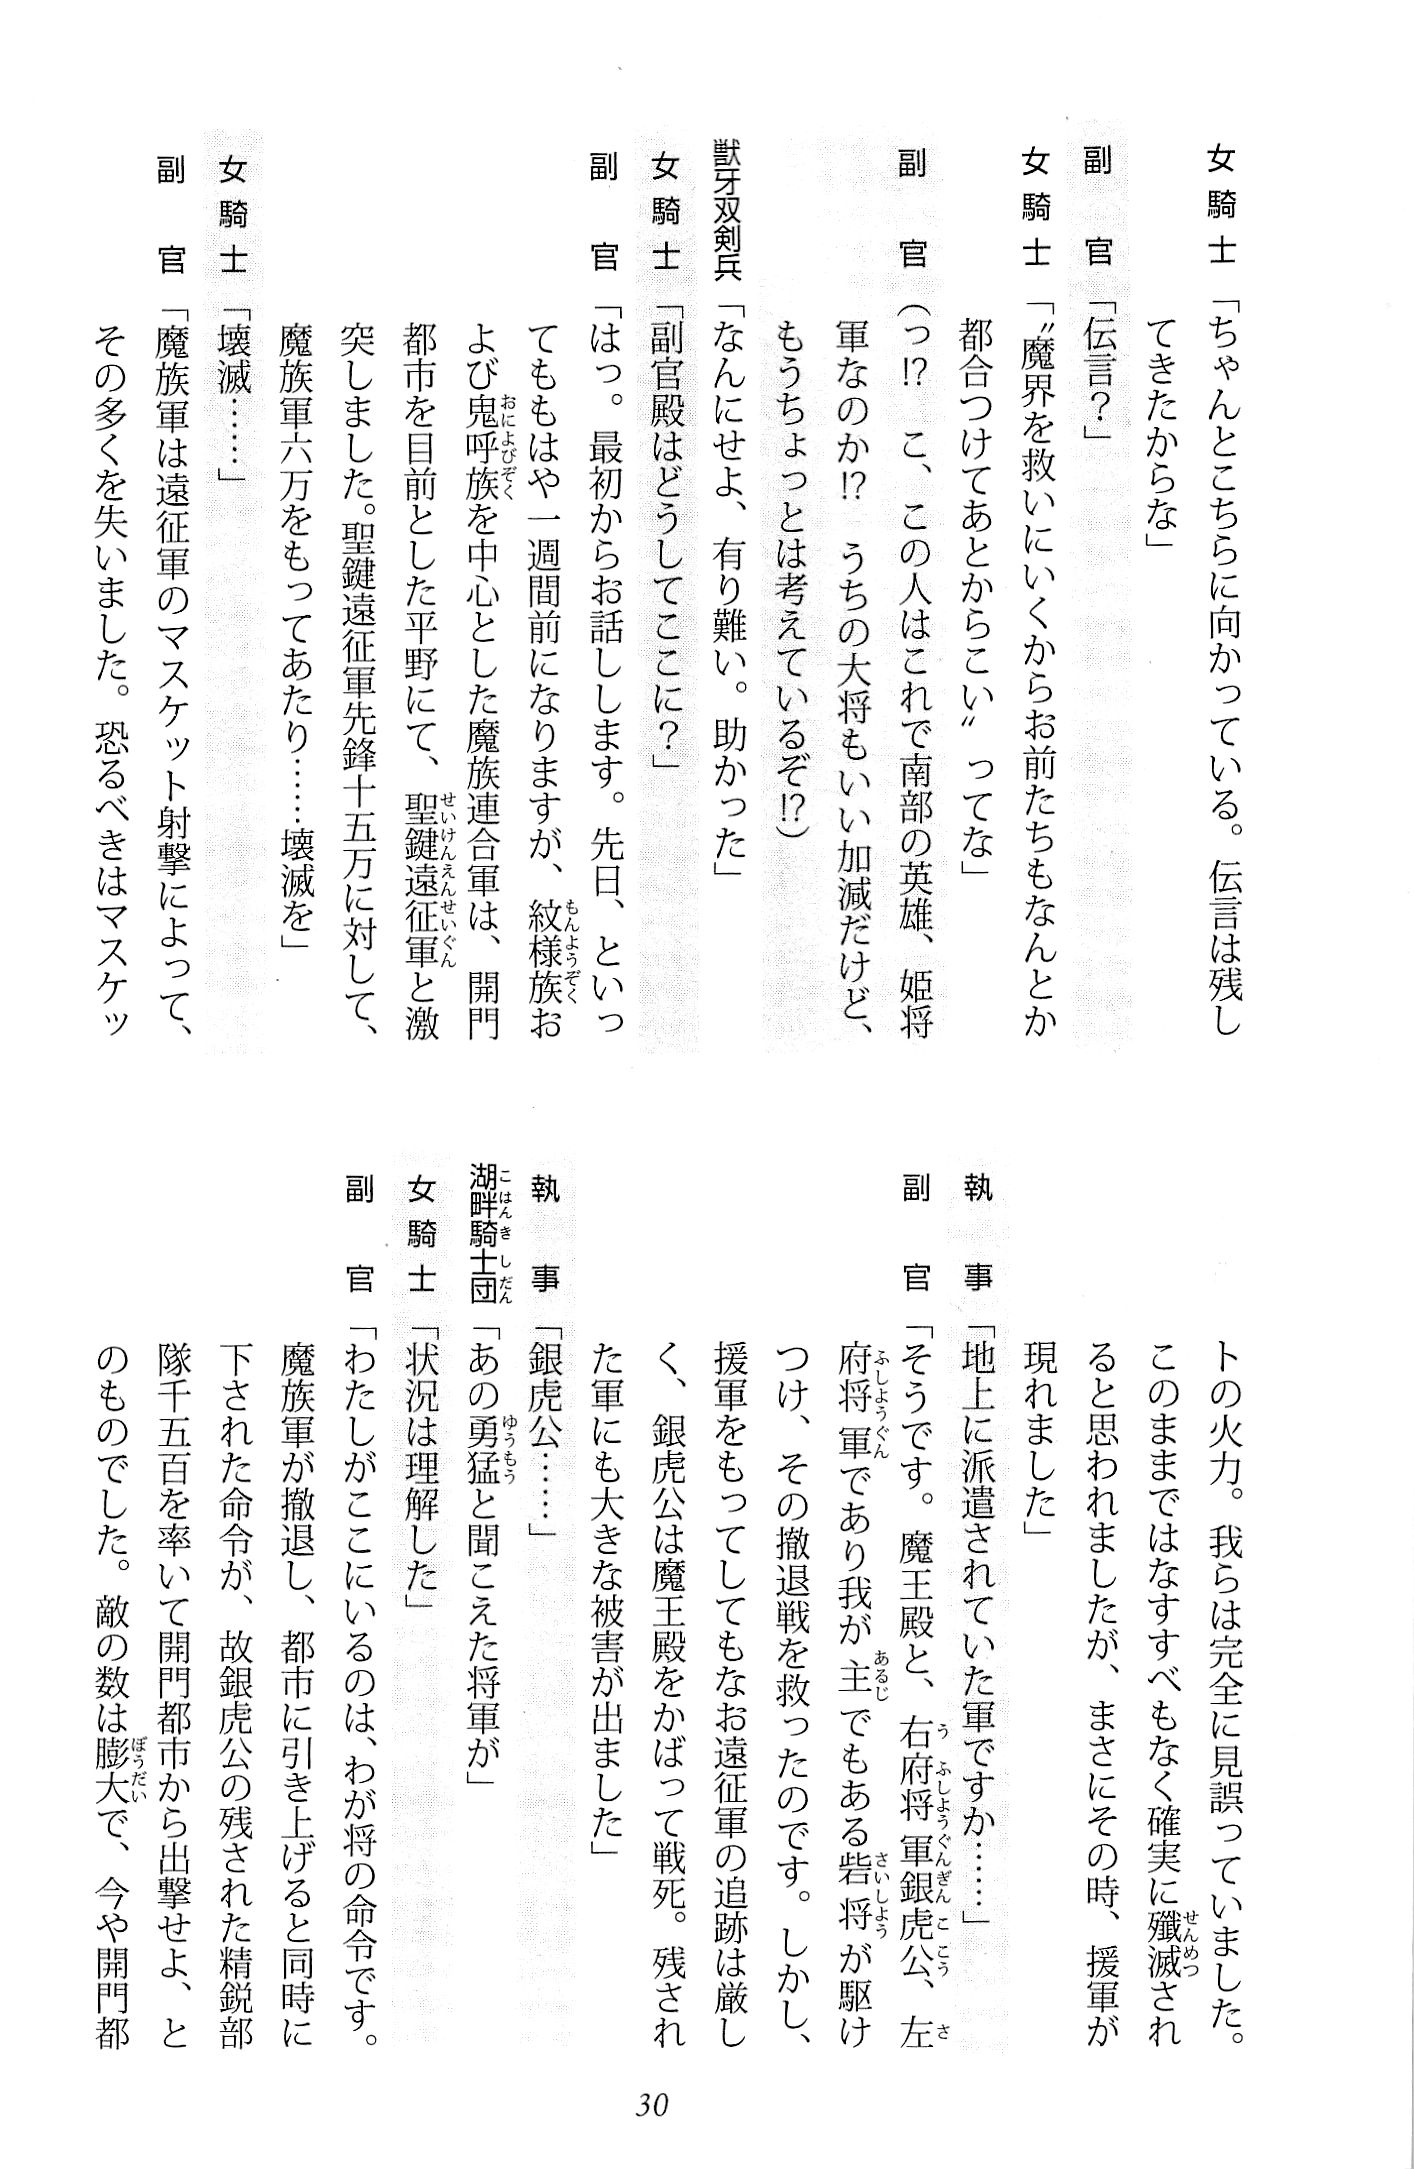 女騎士「ちゃんとこちらに向かっている。伝言は残し
てきたからな」
副官「伝言？」
女騎士「〝魔界を救いにいくからお前たちもなんとか
都合つけてあとからこい〟ってな」
副官（っ!?　こ、この人はこれで南部の英雄、姫将
軍なのか!?　うちの大将もいい加減だけど、
もうちょっとは考えているぞ!?）
獣牙双剣兵「なんにせよ、有り難い。助かった」
女騎士「副官殿はどうしてここに？」
副官「はっ。最初からお話しします。先日、といっ
てももはや一週間前になりますが、紋様族お
よび鬼呼族を中心とした魔族連合軍は、開門
都市を目前とした平野にて、聖鍵遠征軍と激
突しました。聖鍵遠征軍先鋒十五万に対して、
魔族軍六万をもってあたり……壊滅を」
女騎士「壊滅……」
副官「魔族軍は遠征軍のマスケット射撃によって、
その多くを失いました。恐るべきはマスケッ
トの火力。我らは完全に見誤っていました。
このままではなすすべもなく確実に殲滅され
ると思われましたが、まさにその時、援軍が
現れました」
執事「地上に派遣されていた軍ですか……」
副官「そうです。魔王殿と、右府将軍銀虎公、左
府将軍であり我が主でもある砦将が駆け
つけ、その撤退戦を救ったのです。しかし、
援軍をもってしてもなお遠征軍の追跡は厳し
く、銀虎公は魔王殿をかばって戦死。残され
た軍にも大きな被害が出ました」
執事「銀虎公……」
湖畔騎士団「あの勇猛と聞こえた将軍が」
女騎士「状況は理解した」
副官「わたしがここにいるのは、わが将の命令です。
魔族軍が撤退し、都市に引き上げると同時に
下された命令が、故銀虎公の残された精鋭部
隊千五百を率いて開門都市から出撃せよ、と
のものでした。敵の数は膨大で、今や開門都
30